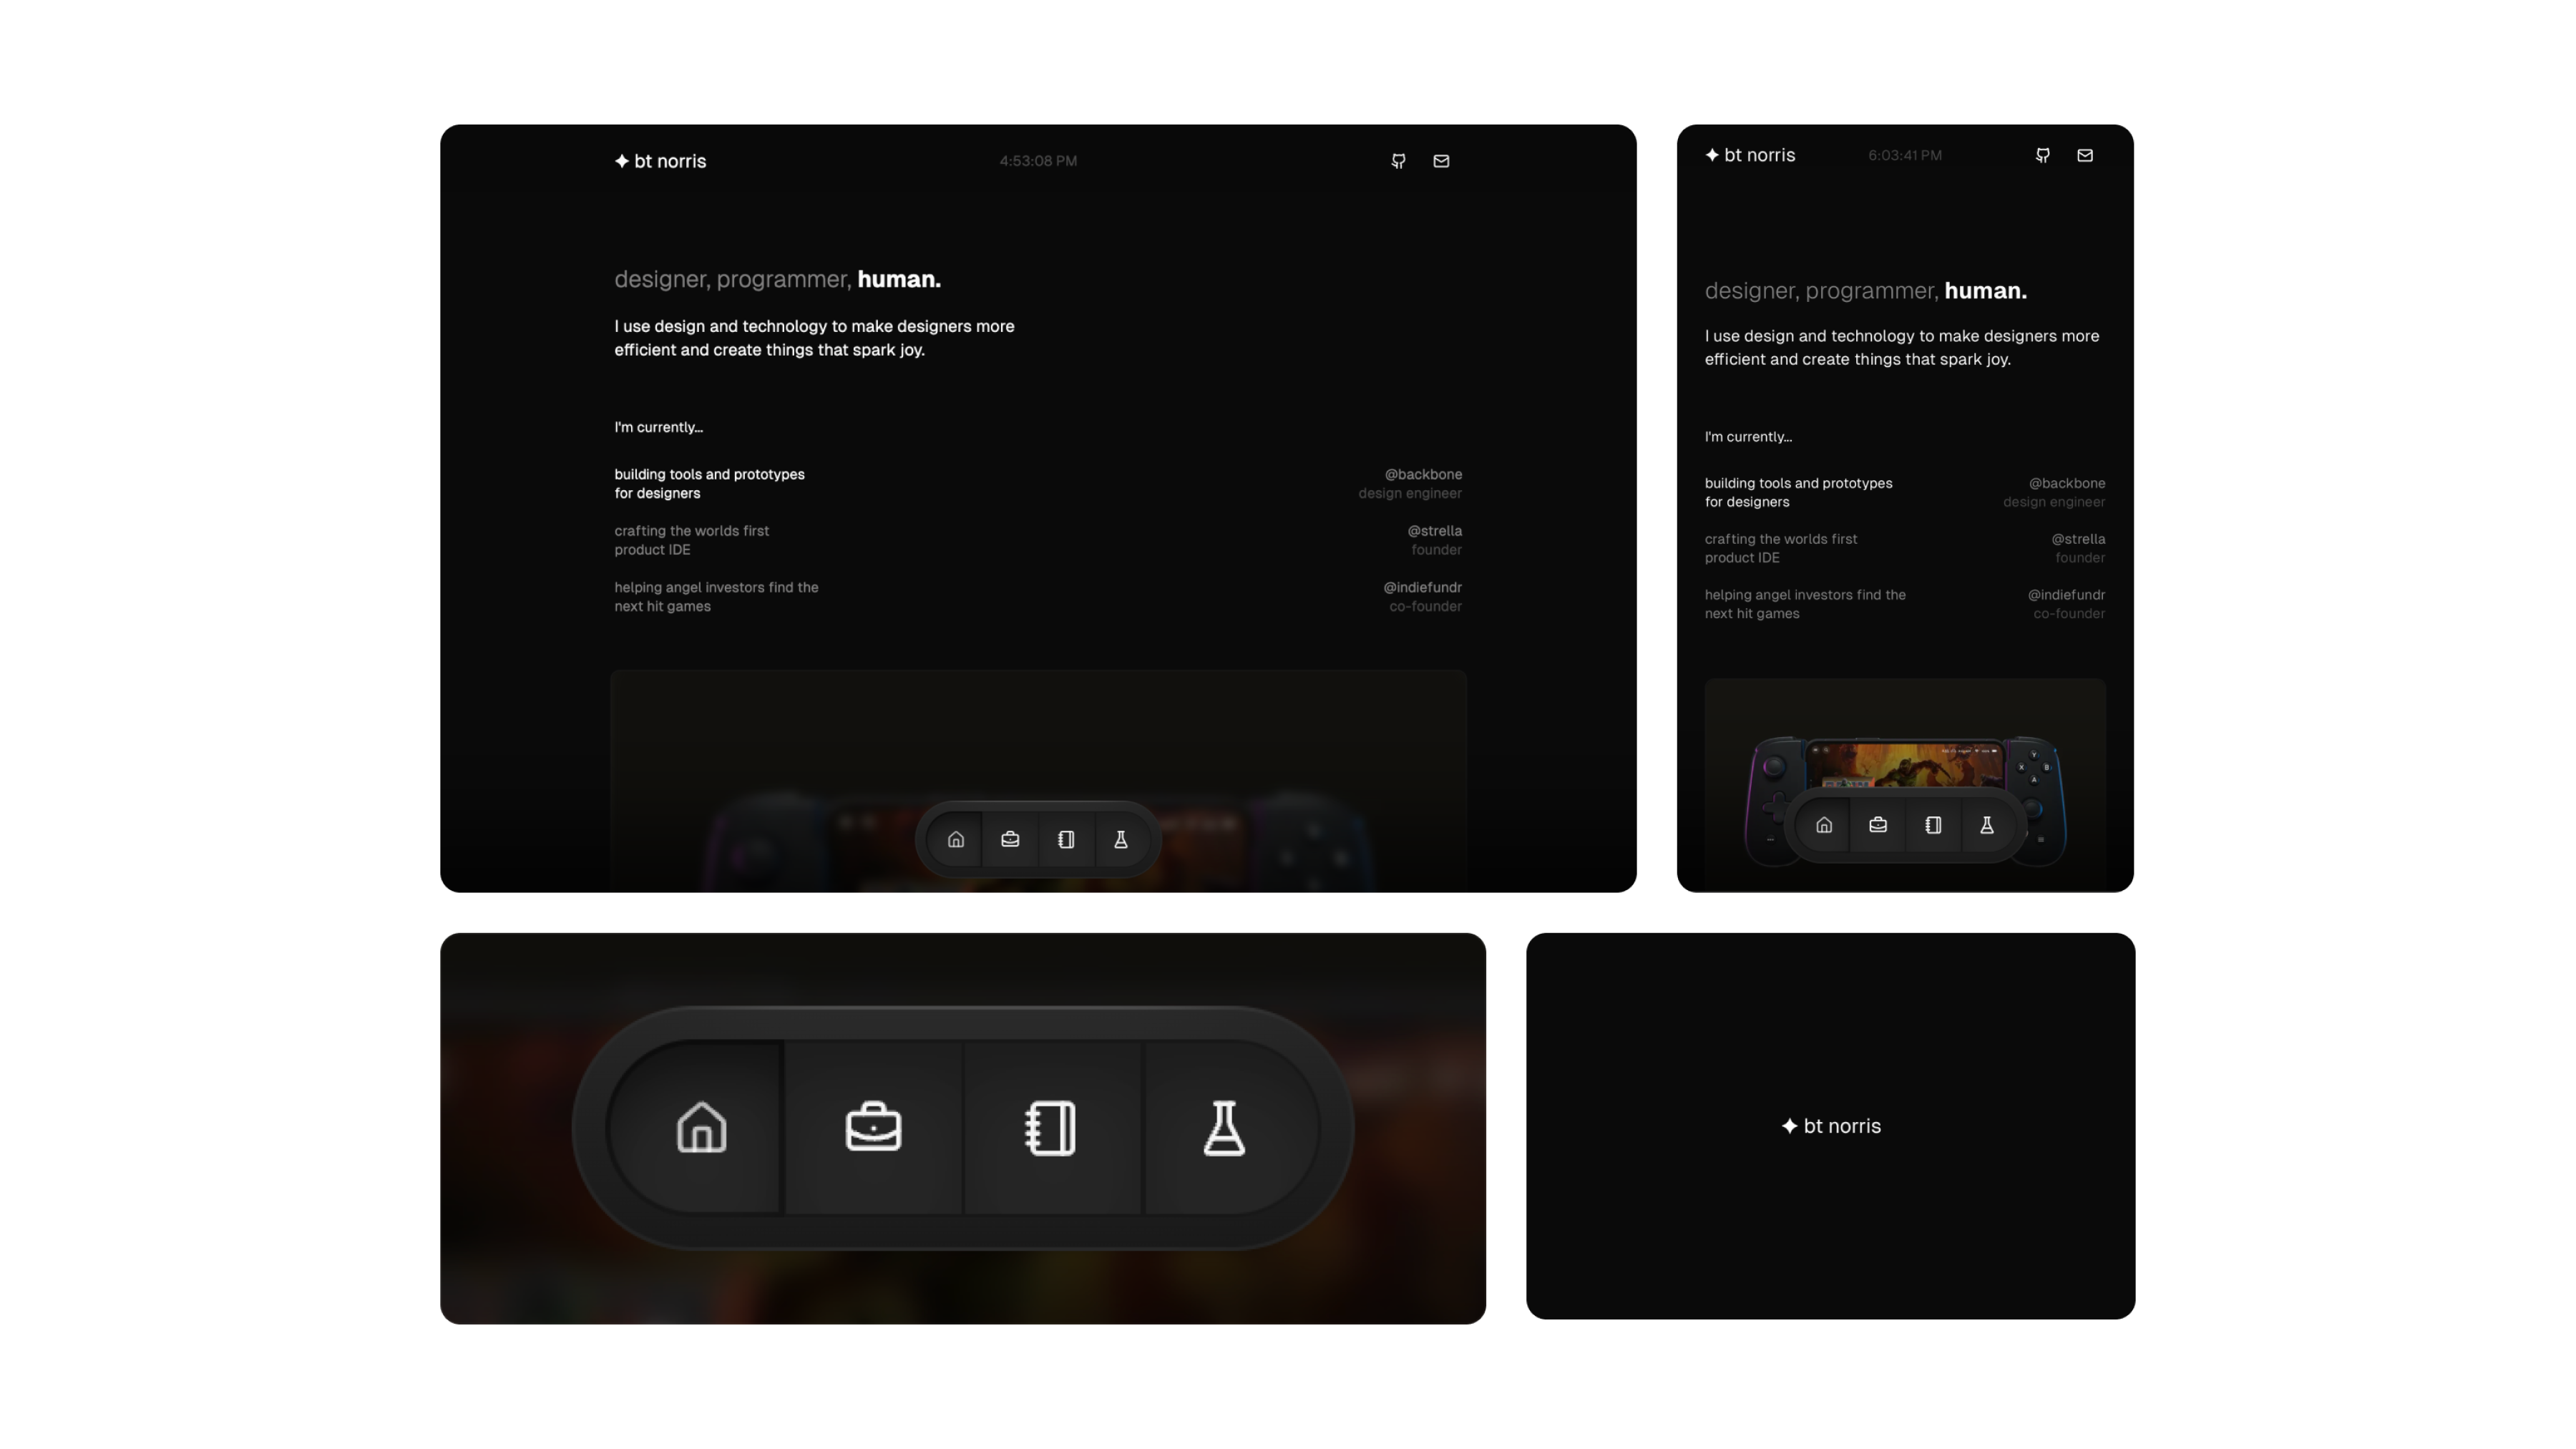 bt norris
4:53:08 PM
designer, programmer, human.
I use design and technology to make designers more
efficient and create things that spark joy.
I'm currently...
building tools and prototypes
for designers
@backbone
design engineer
crafting the worlds first
product IDE
@strella
founder
helping angel investors find the
next hit games
@indiefundr
co-founder
bt norris
6:03:41 PM
designer, programmer, human.
I use design and technology to make designers more
efficient and create things that spark joy.
I'm currently...
building tools and prototypes
for designers
@backbone
design engineer
crafting the worlds first
product IDE
@strella
founder
helping angel investors find the
next hit games
@indiefundr
co-founder
Y
X B
A
bt norris